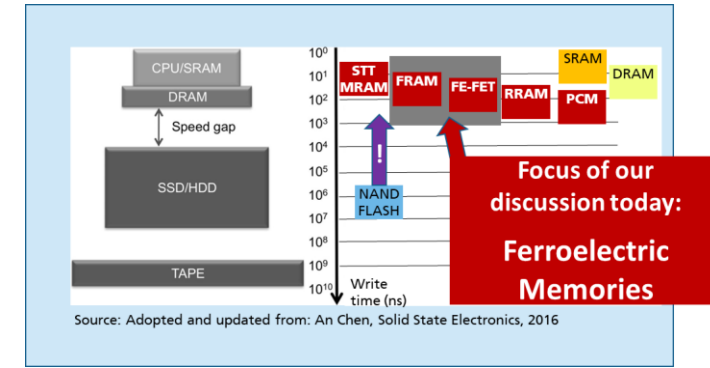 CPU/SRAM
DRAM
Speed gap
SSD/HDD
TAPE
10⁰
10¹
10²
10³
10⁴
10⁵
10⁶
10⁷
10⁸
10⁹
10¹⁰
Write
time (ns)
STT
MRAM
FRAM
FE-FET
RRAM
SRAM
PCM
DRAM
!
NAND
FLASH
Focus of our
discussion today:
Ferroelectric
Memories
Source: Adopted and updated from: An Chen, Solid State Electronics, 2016